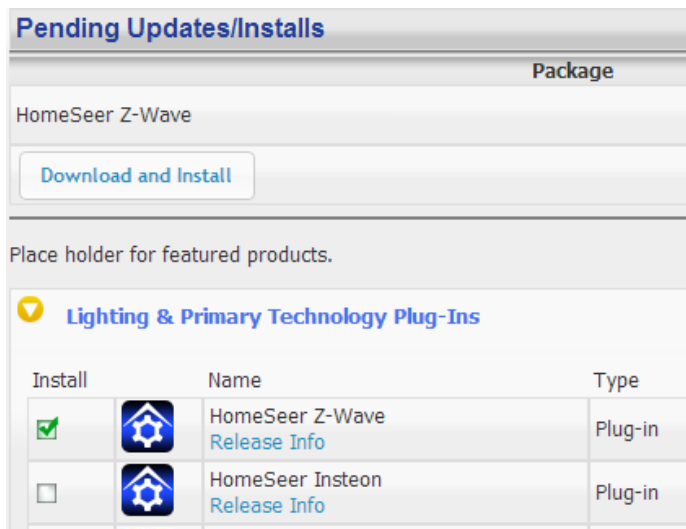 Pending Updates/Installs
Package
HomeSeer Z-Wave
Download and Install
Place holder for featured products.
Lighting & Primary Technology Plug-Ins
Install Name Type
HomeSeer Z-Wave
Release Info
Plug-in
HomeSeer Insteon
Release Info
Plug-in